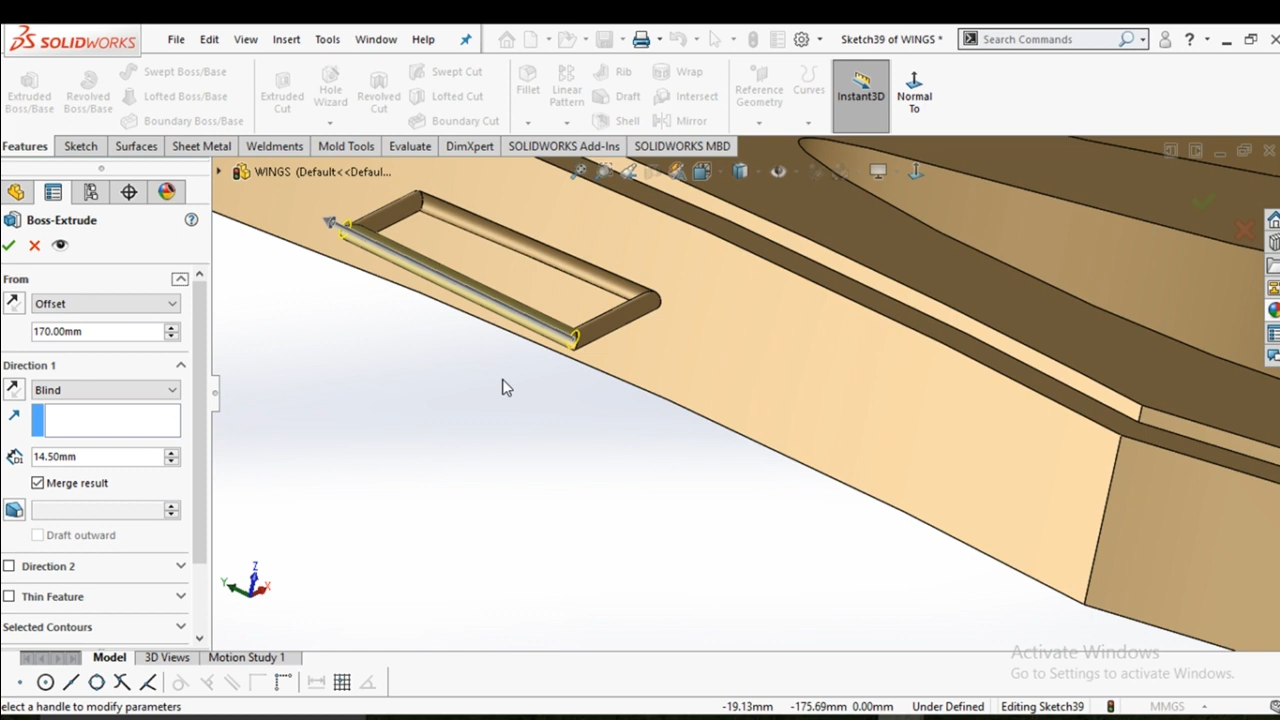 SOLIDWORKS
File Edit View Insert Tools Window Help
Sketch39 of WINGS *
Search Commands
?
Extruded Boss/Base
Revolved Boss/Base
Swept Boss/Base
Lofted Boss/Base
Boundary Boss/Base
Extruded Cut
Hole Wizard
Revolved Cut
Swept Cut
Lofted Cut
Boundary Cut
Fillet
Linear Pattern
Rib
Draft
Shell
Wrap
Intersect
Mirror
Reference Geometry
Curves
Instant3D
Normal To
Features Sketch Surfaces Sheet Metal Weldments Mold Tools Evaluate DimXpert SOLIDWORKS Add-Ins SOLIDWORKS MBD
WINGS (Default<<Defaul...
Boss-Extrude
From
Offset
170.00mm
Direction 1
Blind
D1
14.50mm
Merge result
Draft outward
Direction 2
Thin Feature
Selected Contours
Z
Y
X
Activate Windows
Go to Settings to activate Windows.
Model 3D Views Motion Study 1
elect a handle to modify parameters
-19.13mm -175.69mm 0.00mm Under Defined Editing Sketch39 MMGS